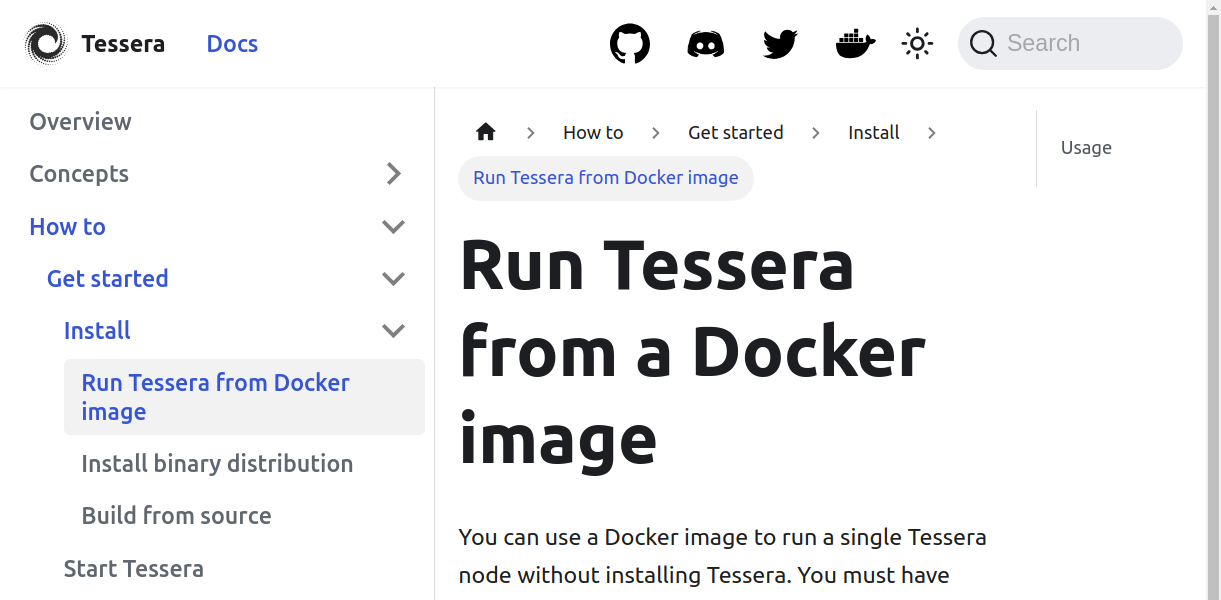 Tessera Docs Search
Overview
Concepts
How to
Get started
Install
Run Tessera from Docker
image
Install binary distribution
Build from source
Start Tessera
How to Get started Install
Run Tessera from Docker image
Run Tessera
from a Docker
image
You can use a Docker image to run a single Tessera
node without installing Tessera. You must have
Usage